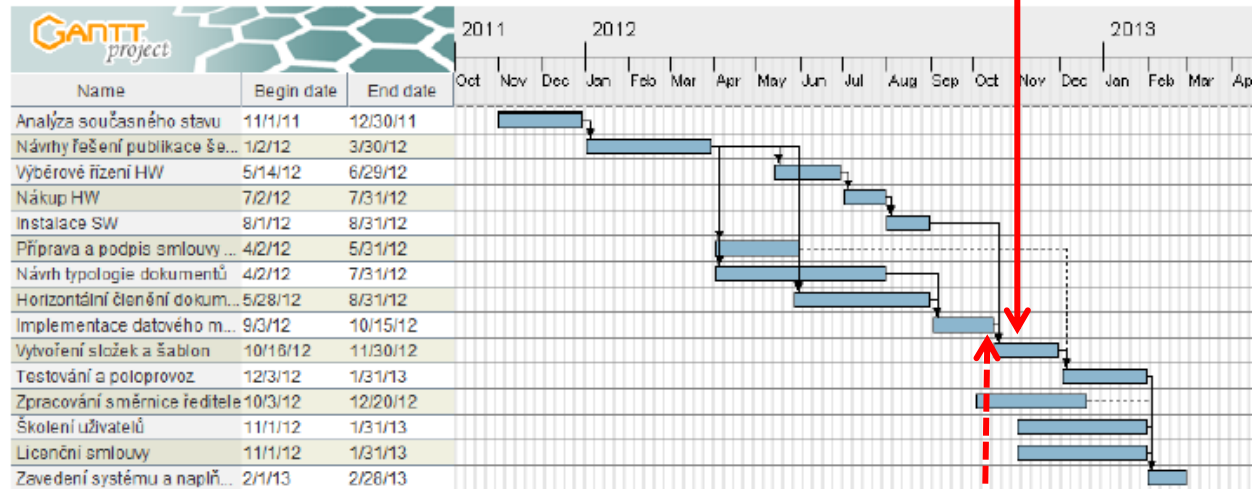 GANTT project
2011 2012 2013
Name Begin date End date Oct Nov Dec Jan Feb Mar Apr May Jun Jul Aug Sep Oct Nov Dec Jan Feb Mar Ap
Analýza současného stavu 11/1/11 12/30/11
Návrhy řešení publikace še... 1/2/12 3/30/12
Výběrové řízení HW 5/14/12 6/29/12
Nákup HW 7/2/12 7/31/12
Instalace SW 8/1/12 8/31/12
Příprava a podpis smlouvy ... 4/2/12 5/31/12
Návrh typologie dokumentů 4/2/12 7/31/12
Horizontální členění dokum... 5/28/12 8/31/12
Implementace datového m... 9/3/12 10/15/12
Vytvoření složek a šablon 10/16/12 11/30/12
Testování a poloprovoz 12/3/12 1/31/13
Zpracování směrnice ředitele 10/3/12 12/20/12
Školení uživatelů 11/1/12 1/31/13
Licenční smlouvy 11/1/12 1/31/13
Zavedení systému a naplň... 2/1/13 2/28/13